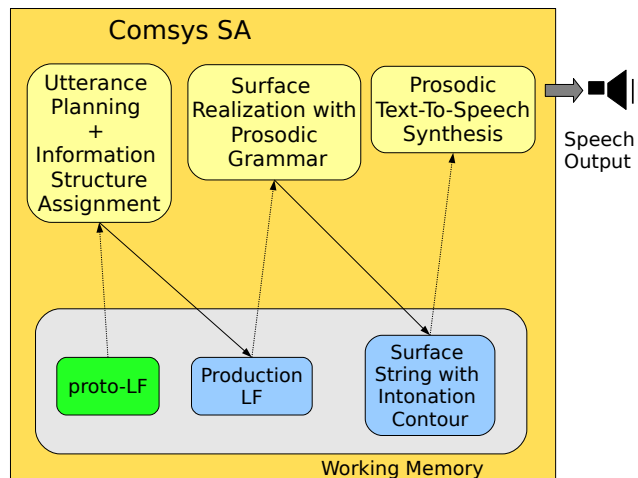 Comsys SA
Utterance
Planning
+
Information
Structure
Assignment
Surface
Realization with
Prosodic
Grammar
Prosodic
Text-To-Speech
Synthesis
Speech
Output
proto-LF
Production
LF
Surface
String with
Intonation
Contour
Working Memory